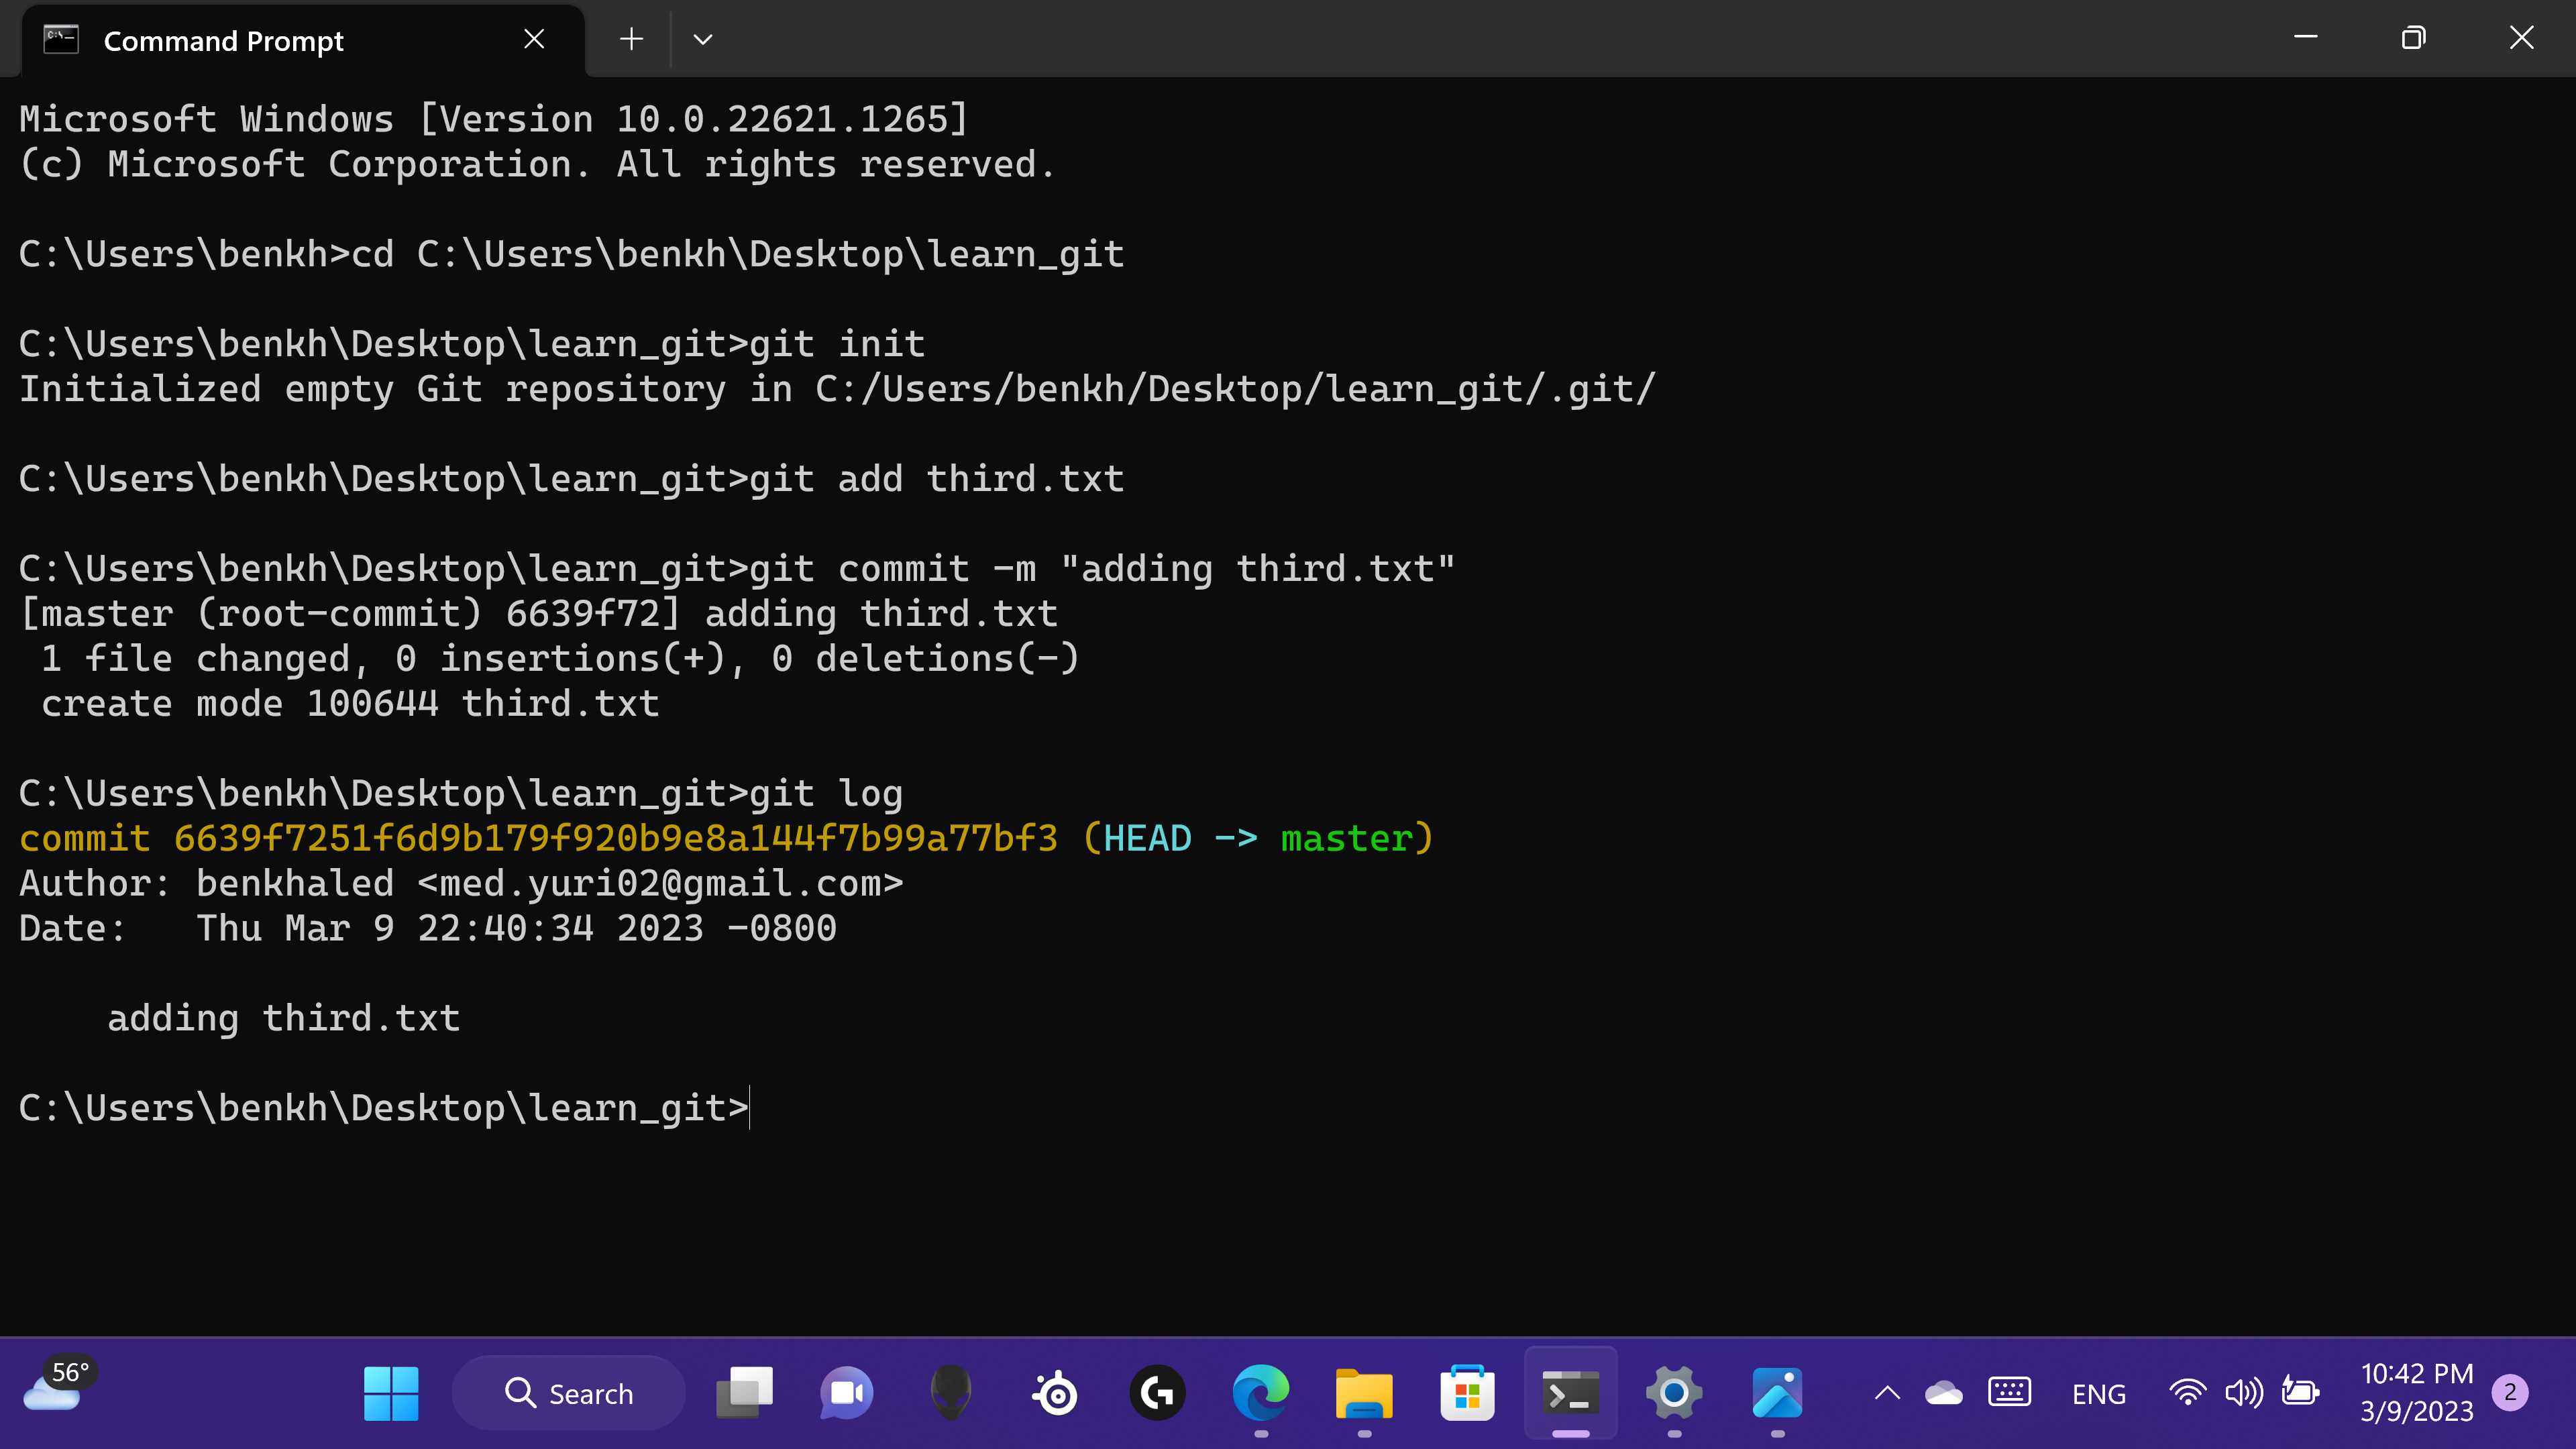 Command Prompt
Microsoft Windows [Version 10.0.22621.1265]
(c) Microsoft Corporation. All rights reserved.
C:\Users\benkh>cd C:\Users\benkh\Desktop\learn_git
C:\Users\benkh\Desktop\learn_git>git init
Initialized empty Git repository in C:/Users/benkh/Desktop/learn_git/.git/
C:\Users\benkh\Desktop\learn_git>git add third.txt
C:\Users\benkh\Desktop\learn_git>git commit -m "adding third.txt"
[master (root-commit) 6639f72] adding third.txt
 1 file changed, 0 insertions(+), 0 deletions(-)
 create mode 100644 third.txt
C:\Users\benkh\Desktop\learn_git>git log
commit 6639f7251f6d9b179f920b9e8a144f7b99a77bf3 (HEAD -> master)
Author: benkhaled <med.yuri02@gmail.com>
Date:   Thu Mar 9 22:40:34 2023 -0800
    adding third.txt
C:\Users\benkh\Desktop\learn_git>
56°
Search
ENG
10:42 PM
3/9/2023
2